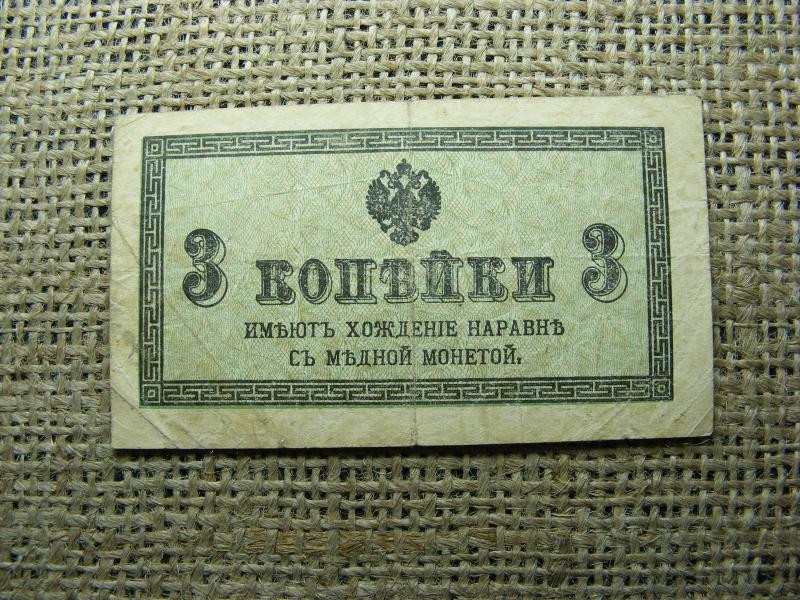 3 КОПѢЙКИ 3
ИМѢЮТЪ ХОЖДЕНІЕ НАРАВНѢ
СЪ МѢДНОЙ МОНЕТОЙ.